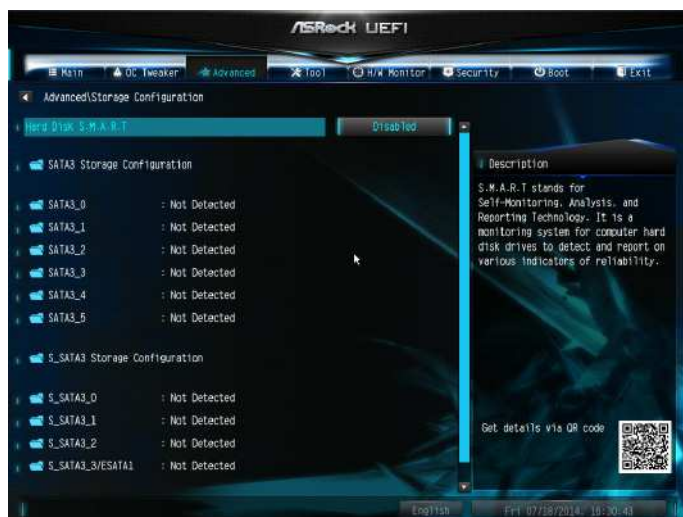 ASRock UEFI
Main
OC Tweaker
Advanced
Tool
H/W Monitor
Security
Boot
Exit
Advanced\Storage Configuration
Hard Disk S.M.A.R.T
Disabled
SATA3 Storage Configuration
SATA3_0 : Not Detected
SATA3_1 : Not Detected
SATA3_2 : Not Detected
SATA3_3 : Not Detected
SATA3_4 : Not Detected
SATA3_5 : Not Detected
S_SATA3 Storage Configuration
S_SATA3_0 : Not Detected
S_SATA3_1 : Not Detected
S_SATA3_2 : Not Detected
S_SATA3_3/ESATA1 : Not Detected
Description
S.M.A.R.T stands for
Self-Monitoring, Analysis, and
Reporting Technology. It is a
monitoring system for computer hard
disk drives to detect and report on
various indicators of reliability.
Get details via QR code
English
Fri 07/18/2014, 16:30:43